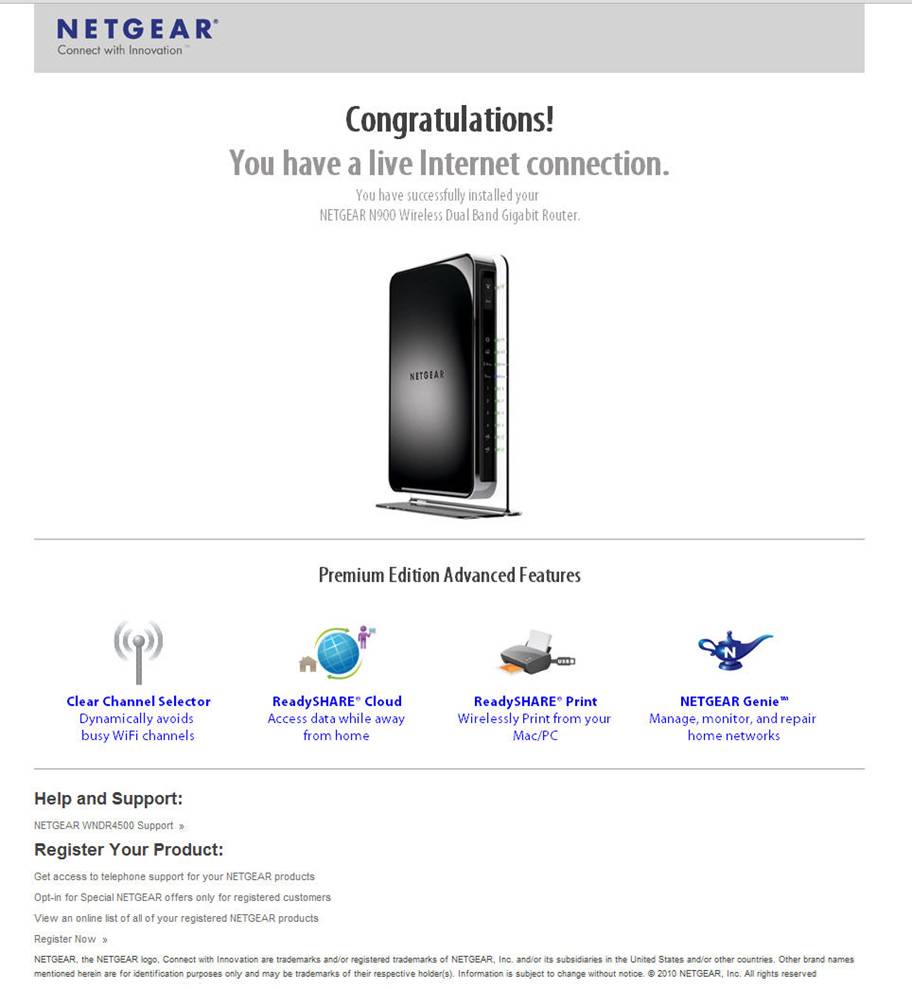 NETGEAR®
Connect with Innovation™
Congratulations!
You have a live Internet connection.
You have successfully installed your
NETGEAR N900 Wireless Dual Band Gigabit Router.
NETGEAR
Premium Edition Advanced Features
Clear Channel Selector
Dynamically avoids
busy WiFi channels
ReadySHARE® Cloud
Access data while away
from home
ReadySHARE® Print
Wirelessly Print from your
Mac/PC
N
NETGEAR Genie℠
Manage, monitor, and repair
home networks
Help and Support:
NETGEAR WNDR4500 Support »
Register Your Product:
Get access to telephone support for your NETGEAR products
Opt-in for Special NETGEAR offers only for registered customers
View an online list of all of your registered NETGEAR products
Register Now »
NETGEAR, the NETGEAR logo, Connect with Innovation are trademarks and/or registered trademarks of NETGEAR, Inc. and/or its subsidiaries in the United States and/or other countries. Other brand names
mentioned herein are for identification purposes only and may be trademarks of their respective holder(s). Information is subject to change without notice. © 2010 NETGEAR, Inc. All rights reserved